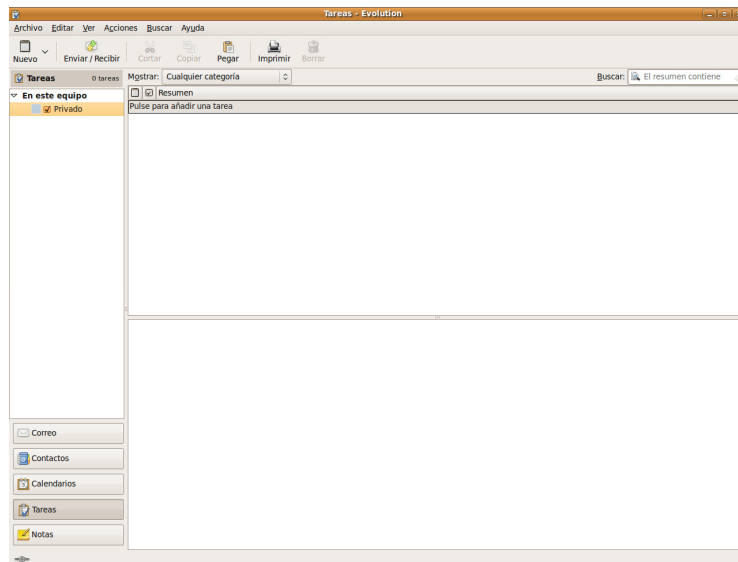 Tareas - Evolution
Archivo Editar Ver Acciones Buscar Ayuda
Nuevo Enviar / Recibir Cortar Copiar Pegar Imprimir Borrar
Tareas 0 tareas Mostrar: Cualquier categoría Buscar: El resumen contiene
En este equipo Resumen
Privado Pulse para añadir una tarea
Correo
Contactos
Calendarios
Tareas
Notas